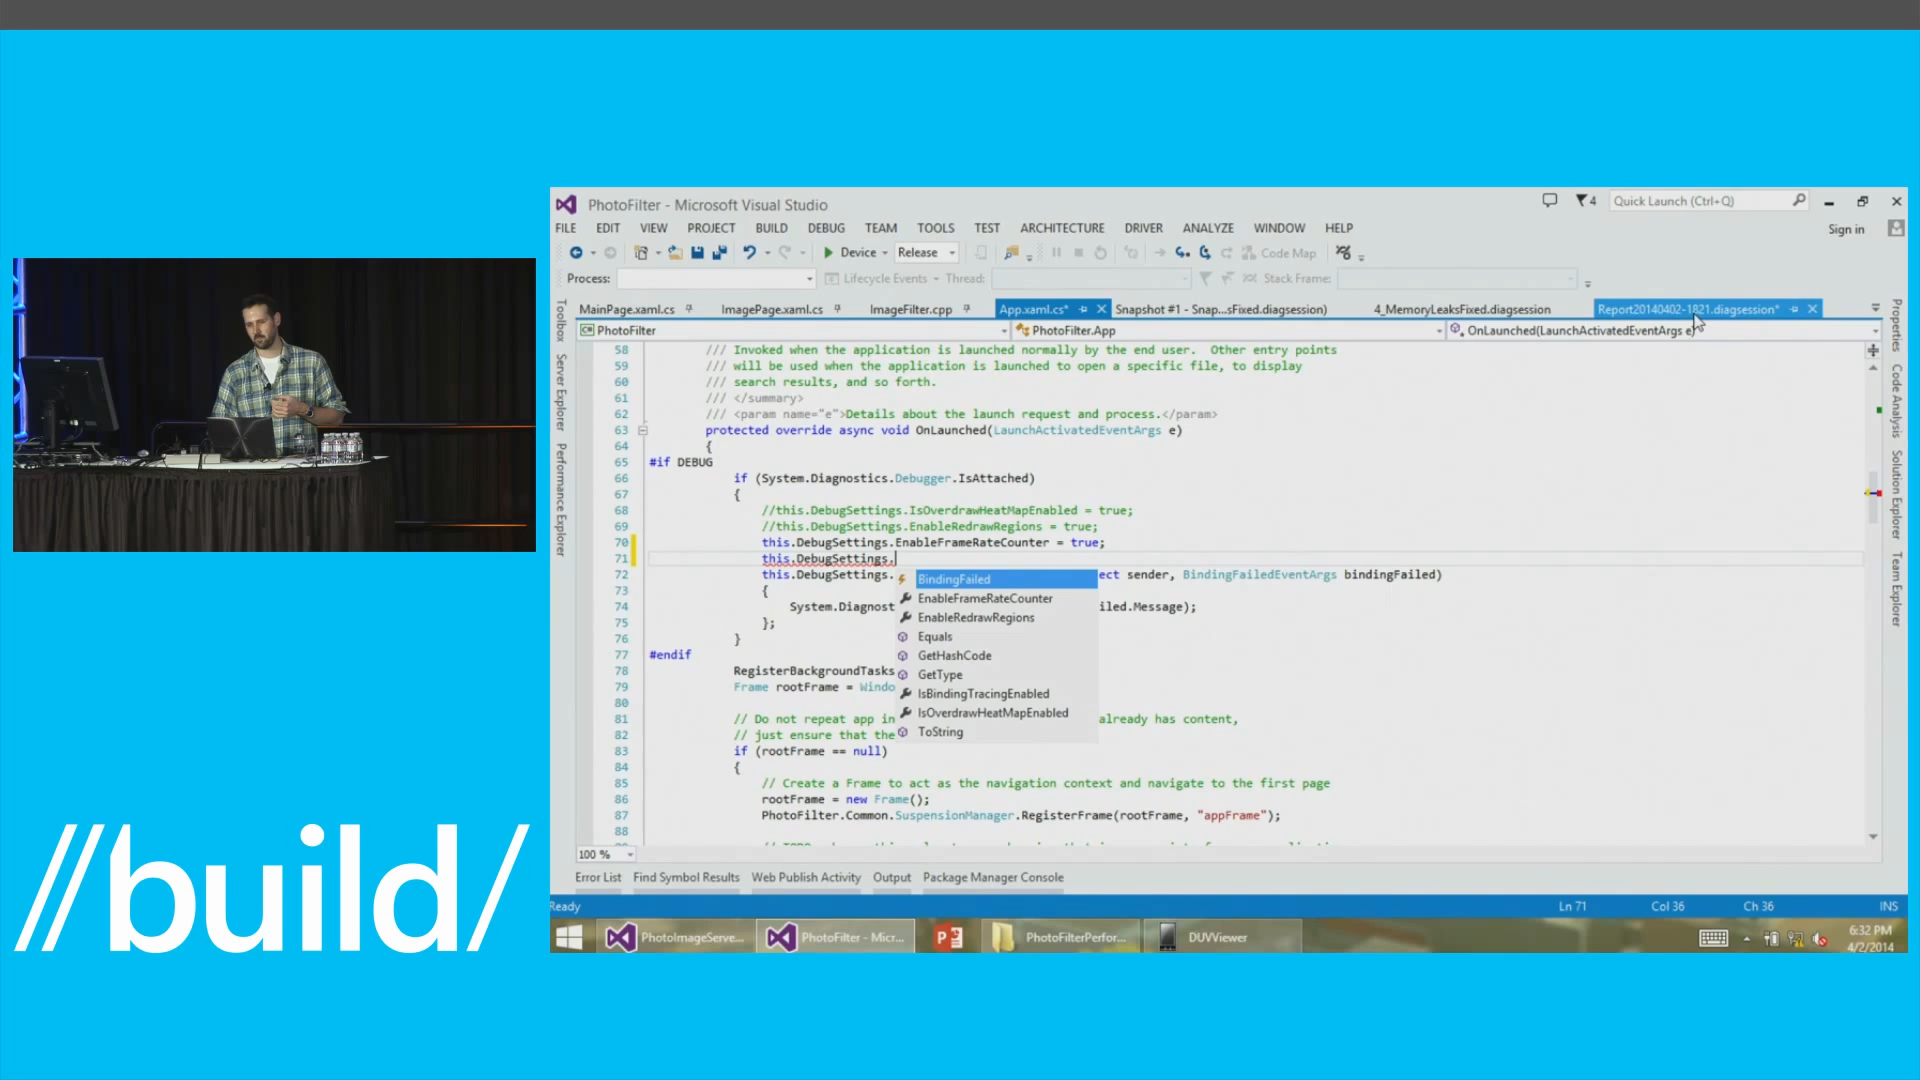 PhotoFilter - Microsoft Visual Studio
4
Quick Launch (Ctrl+Q)
FILE EDIT VIEW PROJECT BUILD DEBUG TEAM TOOLS TEST ARCHITECTURE DRIVER ANALYZE WINDOW HELP
Sign in
Device Release Code Map
Process: Lifecycle Events Thread: Stack Frame:
MainPage.xaml.cs ImagePage.xaml.cs ImageFilter.cpp App.xaml.cs* Snapshot #1 - Snap...sFixed.diagsession) 4_MemoryLeaksFixed.diagsession Report20140402-1821.diagsession*
PhotoFilter PhotoFilter.App OnLaunched(LaunchActivatedEventArgs e)
Toolbox
Server Explorer
Performance Explorer
58 /// Invoked when the application is launched normally by the end user. Other entry points
59 /// will be used when the application is launched to open a specific file, to display
60 /// search results, and so forth.
61 /// </summary>
62 /// <param name="e">Details about the launch request and process.</param>
63 protected override async void OnLaunched(LaunchActivatedEventArgs e)
64 {
65 #if DEBUG
66 if (System.Diagnostics.Debugger.IsAttached)
67 {
68 //this.DebugSettings.IsOverdrawHeatMapEnabled = true;
69 //this.DebugSettings.EnableRedrawRegions = true;
70 this.DebugSettings.EnableFrameRateCounter = true;
71 this.DebugSettings.
72 this.DebugSettings. ect sender, BindingFailedEventArgs bindingFailed)
73 {
74 System.Diagnost iled.Message);
75 };
76 }
77 #endif
78 RegisterBackgroundTasks
79 Frame rootFrame = Windo
80
81 // Do not repeat app in already has content,
82 // just ensure that the
83 if (rootFrame == null)
84 {
85 // Create a Frame to act as the navigation context and navigate to the first page
86 rootFrame = new Frame();
87 PhotoFilter.Common.SuspensionManager.RegisterFrame(rootFrame, "appFrame");
88
BindingFailed
EnableFrameRateCounter
EnableRedrawRegions
Equals
GetHashCode
GetType
IsBindingTracingEnabled
IsOverdrawHeatMapEnabled
ToString
Properties
Code Analysis
Solution Explorer
Team Explorer
100 %
Error List Find Symbol Results Web Publish Activity Output Package Manager Console
Ready Ln 71 Col 36 Ch 36 INS
PhotoImageServe... PhotoFilter - Micr... PhotoFilterPerfor... DUVViewer
6:32 PM
4/2/2014
//build/